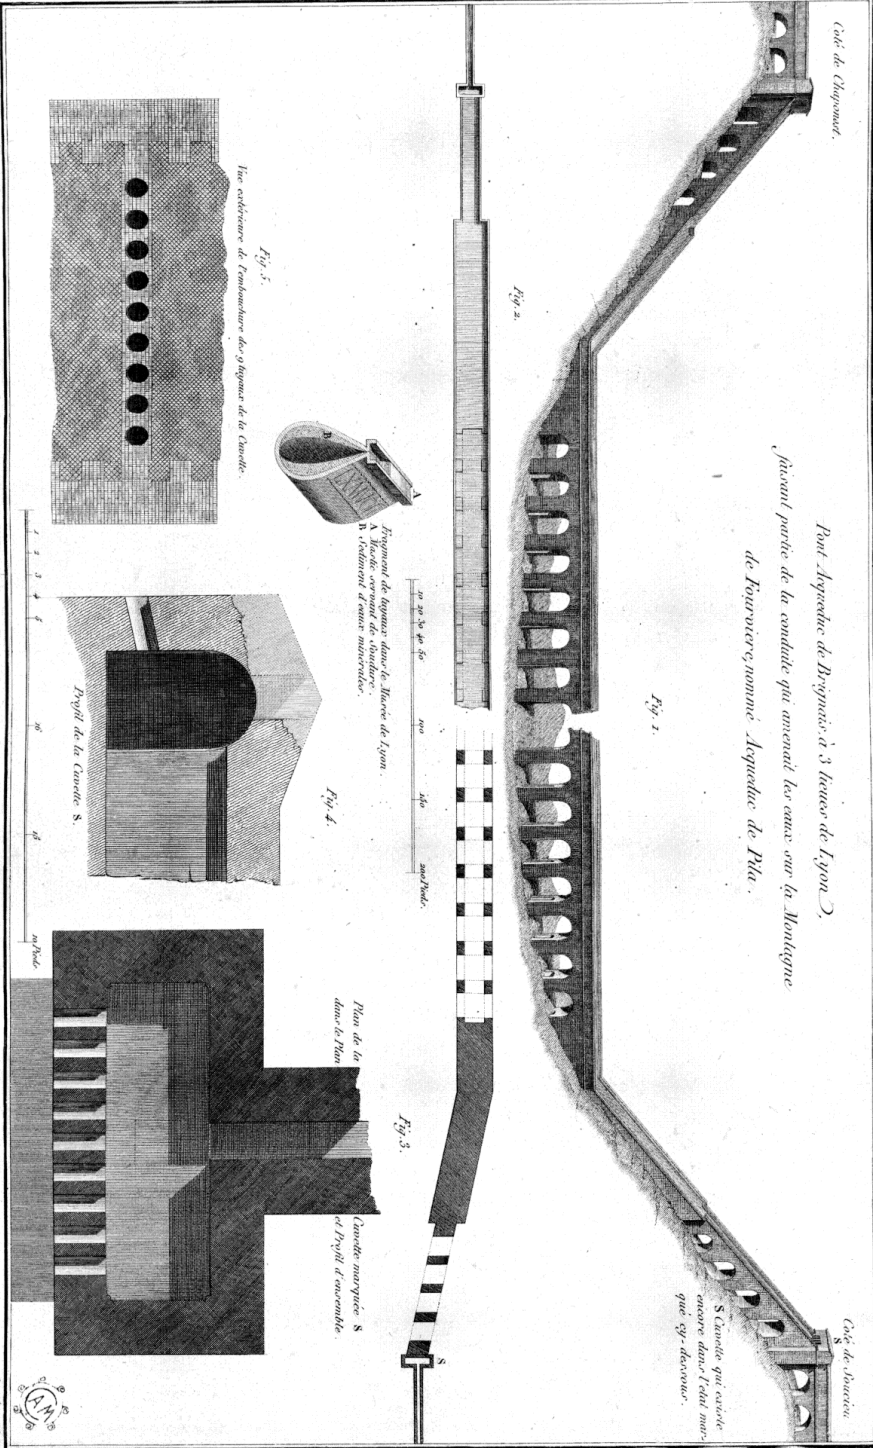 Pont Acqueduc de Brignais, à 3 lieues de Lyon,
faisant partie de la conduite qui amenait les eaux sur la Montagne
de Fourviere, nommé Acqueduc de Pila.
Coté de Chaponost.
Coté de Soucieu.
S
Fig. 1.
S Cuvette qui existe
encore dans l'état mar-
qué cy-dessous.
Fig. 2.
S
10 20 30 40 50 100 150 200 Pieds.
Fragment de tuyaux dans le Musée de Lyon.
A Mastic servant de Soudure.
B Sédiment d'eaux minérales.
A
B
Fig. 5.
Vue extérieure de l'embouchure des 9 tuyaux de la Cuvette.
Fig. 4.
Profil de la Cuvette S.
Fig. 3.
Plan de la Cuvette marquée S
dans le Plan et Profil d'ensemble.
1 2 3 4 5 10 15 Pieds
AM